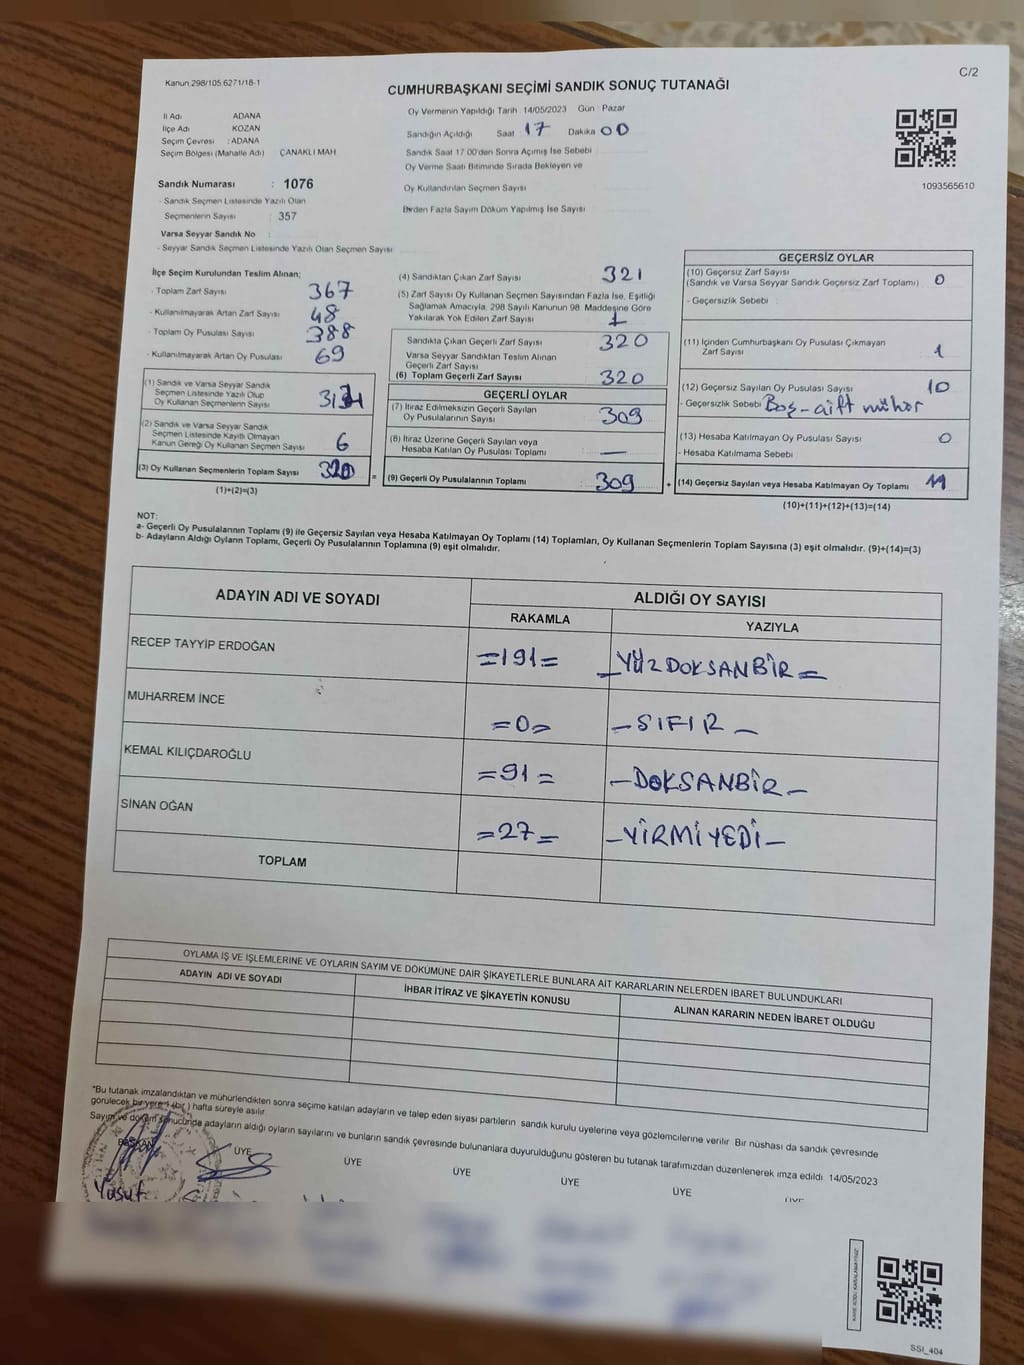 Kanun 298/105.6271/18-1
C/2
CUMHURBAŞKANI SEÇİMİ SANDIK SONUÇ TUTANAĞI
Oy Vermenin Yapıldığı Tarih : 14/05/2023 Gün : Pazar
İl Adı ADANA
İlçe Adı KOZAN
Seçim Çevresi : ADANA
Seçim Bölgesi (Mahalle Adı) ÇANAKLI MAH
Sandığın Açıldığı Saat 17 Dakika 00
Sandık Saat 17:00'den Sonra Açılmış İse Sebebi
Oy Verme Saati Bitiminde Sırada Bekleyen ve
Oy Kullandırılan Seçmen Sayısı
Birden Fazla Sayım Döküm Yapılmış İse Sayısı
1093565610
Sandık Numarası : 1076
- Sandık Seçmen Listesinde Yazılı Olan
Seçmenlerin Sayısı : 357
Varsa Seyyar Sandık No :
- Seyyar Sandık Seçmen Listesinde Yazılı Olan Seçmen Sayısı
İlçe Seçim Kurulundan Teslim Alınan;
- Toplam Zarf Sayısı 367
- Kullanılmayarak Artan Zarf Sayısı 48
- Toplam Oy Pusulası Sayısı 388
- Kullanılmayarak Artan Oy Pusulası 69
(1) Sandık ve Varsa Seyyar Sandık
Seçmen Listesinde Yazılı Olup
Oy Kullanan Seçmenlerin Sayısı
(2) Sandık ve Varsa Seyyar Sandık
Seçmen Listesinde Kayıtlı Olmayan
Kanun Gereği Oy Kullanan Seçmen Sayısı 6
(3) Oy Kullanan Seçmenlerin Toplam Sayısı 320 =
(1)+(2)=(3)
(4) Sandıktan Çıkan Zarf Sayısı 321
(5) Zarf Sayısı Oy Kullanan Seçmen Sayısından Fazla İse, Eşitliği
Sağlamak Amacıyla, 298 Sayılı Kanunun 98. Maddesine Göre
Yakılarak Yok Edilen Zarf Sayısı 1
Sandıkta Çıkan Geçerli Zarf Sayısı 320
Varsa Seyyar Sandıktan Teslim Alınan
Geçerli Zarf Sayısı
(6) Toplam Geçerli Zarf Sayısı 320
GEÇERLİ OYLAR
(7) İtiraz Edilmeksizin Geçerli Sayılan
Oy Pusulalarının Sayısı 309
(8) İtiraz Üzerine Geçerli Sayılan veya
Hesaba Katılan Oy Pusulası Toplamı —
(9) Geçerli Oy Pusulalarının Toplamı 309 +
GEÇERSİZ OYLAR
(10) Geçersiz Zarf Sayısı
(Sandık ve Varsa Seyyar Sandık Geçersiz Zarf Toplamı) 0
- Geçersizlik Sebebi :
(11) İçinden Cumhurbaşkanı Oy Pusulası Çıkmayan
Zarf Sayısı 1
(12) Geçersiz Sayılan Oy Pusulası Sayısı 10
- Geçersizlik Sebebi Boş - çift mühür
(13) Hesaba Katılmayan Oy Pusulası Sayısı 0
- Hesaba Katılmama Sebebi
(14) Geçersiz Sayılan veya Hesaba Katılmayan Oy Toplamı 11
(10)+(11)+(12)+(13)=(14)
NOT:
a- Geçerli Oy Pusulalarının Toplamı (9) ile Geçersiz Sayılan veya Hesaba Katılmayan Oy Toplamı (14) Toplamları, Oy Kullanan Seçmenlerin Toplam Sayısına (3) eşit olmalıdır. (9)+(14)=(3)
b- Adayların Aldığı Oyların Toplamı, Geçerli Oy Pusulalarının Toplamına (9) eşit olmalıdır.
ADAYIN ADI VE SOYADI ALDIĞI OY SAYISI
RAKAMLA YAZIYLA
RECEP TAYYİP ERDOĞAN =191= _YÜZDOKSANBİR=
MUHARREM İNCE =0= -SIFIR-
KEMAL KILIÇDAROĞLU =91= -DOKSANBİR-
SİNAN OĞAN =27= -YİRMİYEDİ-
TOPLAM
OYLAMA İŞ VE İŞLEMLERİNE VE OYLARIN SAYIM VE DÖKÜMÜNE DAİR ŞİKAYETLERLE BUNLARA AİT KARARLARIN NELERDEN İBARET BULUNDUKLARI
ADAYIN ADI VE SOYADI İHBAR İTİRAZ VE ŞİKAYETİN KONUSU ALINAN KARARIN NEDEN İBARET OLDUĞU
*Bu tutanak imzalandıktan ve mühürlendikten sonra seçime katılan adayların ve talep eden siyasi partilerin sandık kurulu üyelerine veya gözlemcilerine verilir. Bir nüshası da sandık çevresinde
görülecek bir yere 1 (bir) hafta süreyle asılır.
Sayım ve döküm sonucunda adayların aldığı oyların sayılarını ve bunların sandık çevresinde bulunanlara duyurulduğunu gösteren bu tutanak tarafımızdan düzenlenerek imza edildi 14/05/2023
BAŞKAN ÜYE ÜYE ÜYE ÜYE ÜYE ÜYE
Yusuf
SSI_404